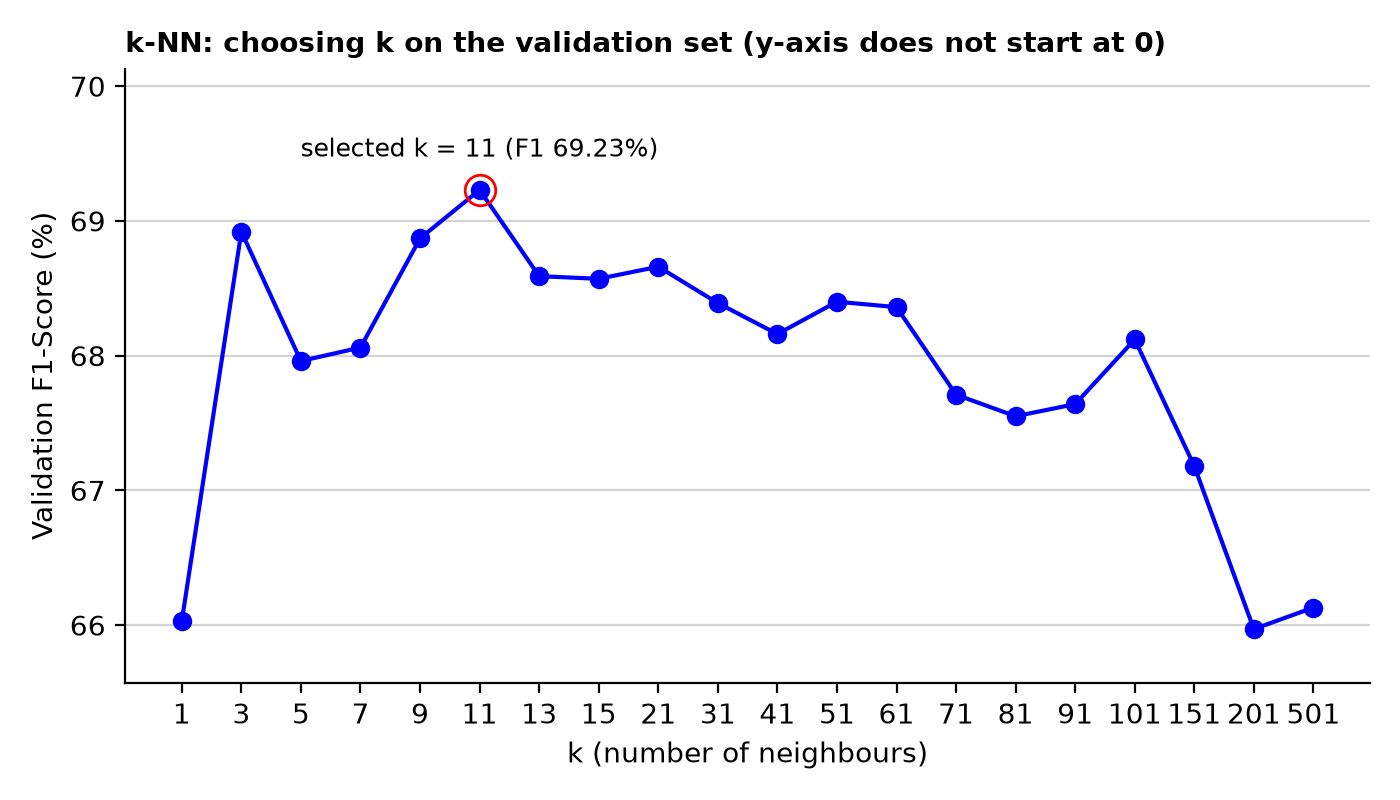 k-NN: choosing k on the validation set (y-axis does not start at 0)
70
selected k = 11 (F1 69.23%)
69
68
67
66
Validation F1-Score (%)
1 3 5 7 9 11 13 15 21 31 41 51 61 71 81 91 101 151 201 501
k (number of neighbours)